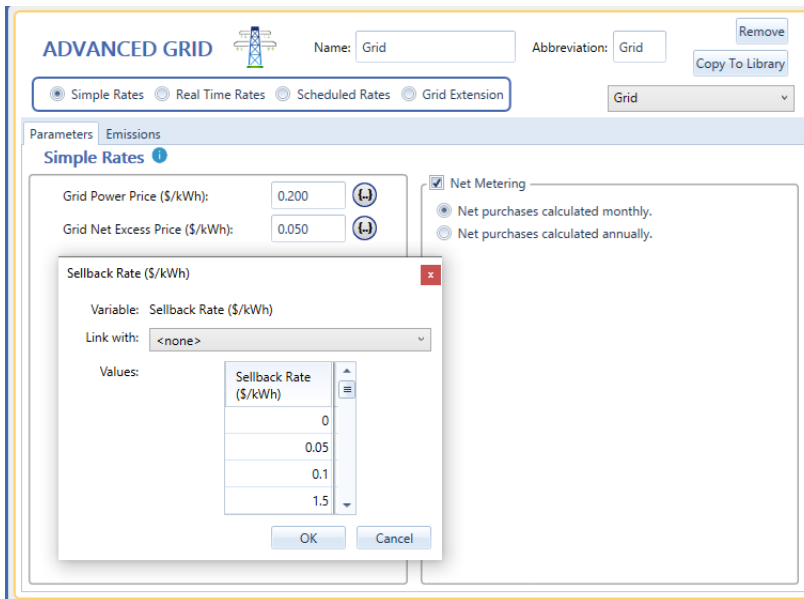 ADVANCED GRID
Name: Grid
Abbreviation: Grid
Remove
Copy To Library
Simple Rates Real Time Rates Scheduled Rates Grid Extension
Grid
Parameters Emissions
Simple Rates i
Grid Power Price ($/kWh): 0.200 {..}
Grid Net Excess Price ($/kWh): 0.050 {..}
Net Metering
Net purchases calculated monthly.
Net purchases calculated annually.
Sellback Rate ($/kWh) x
Variable: Sellback Rate ($/kWh)
Link with: <none>
Values:
Sellback Rate
($/kWh)
0
0.05
0.1
1.5
OK Cancel